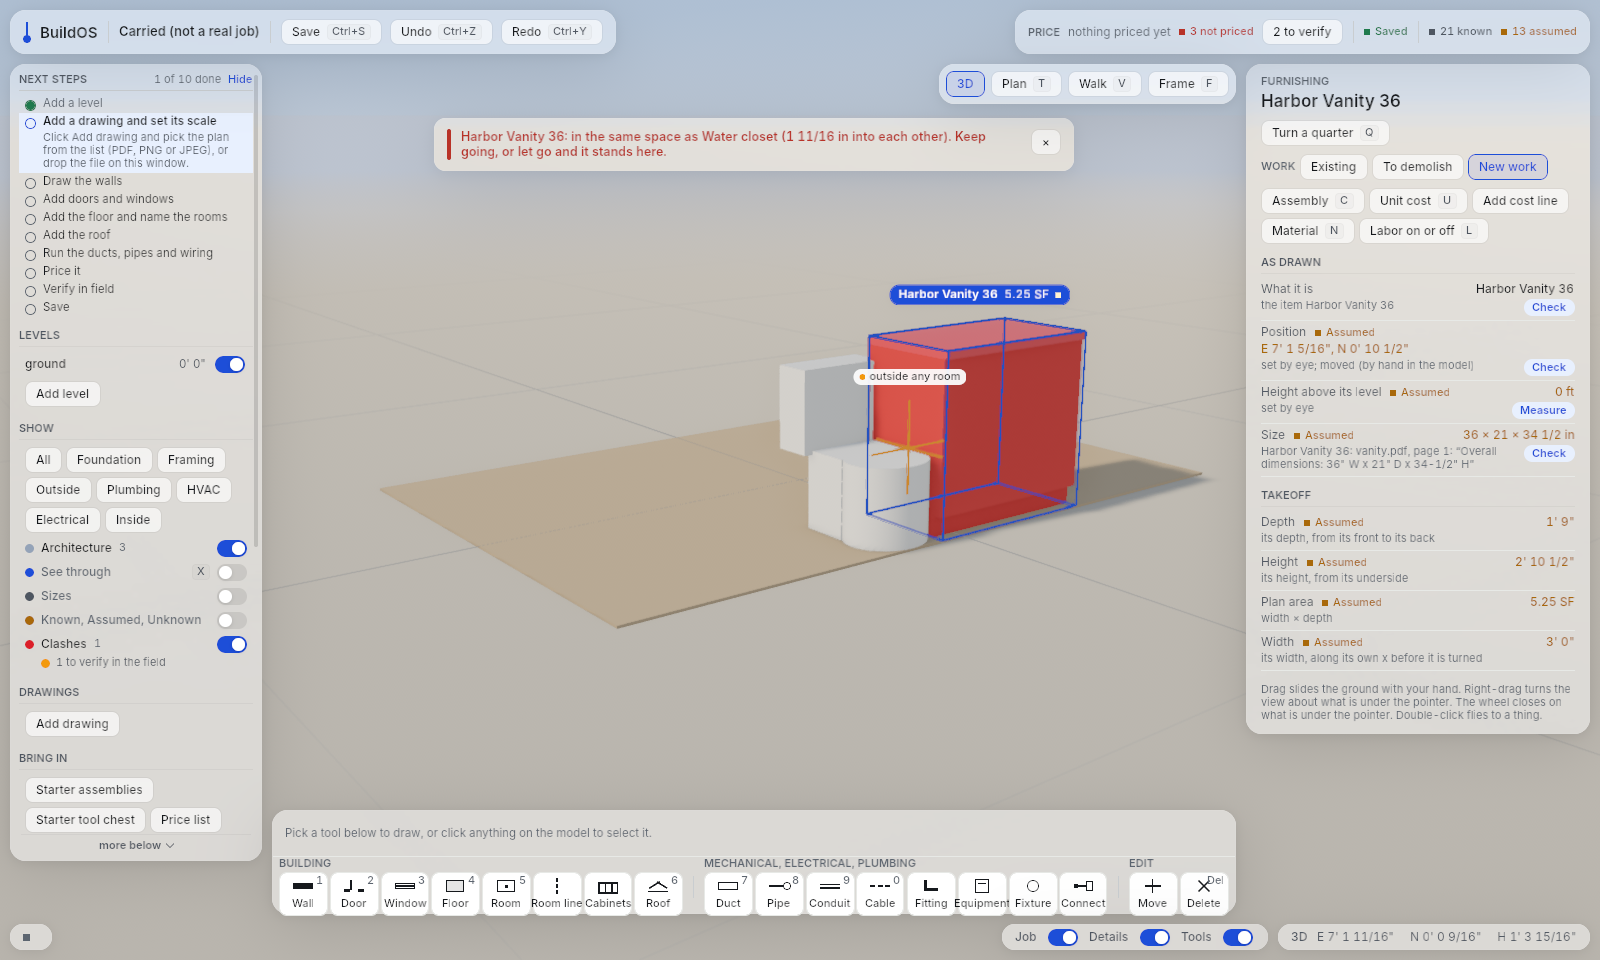 BuildOS
Carried (not a real job)
Save Ctrl+S
Undo Ctrl+Z
Redo Ctrl+Y
PRICE nothing priced yet 3 not priced
2 to verify
Saved
21 known 13 assumed
NEXT STEPS 1 of 10 done Hide
Add a level
Add a drawing and set its scale
Click Add drawing and pick the plan
from the list (PDF, PNG or JPEG), or
drop the file on this window.
Draw the walls
Add doors and windows
Add the floor and name the rooms
Add the roof
Run the ducts, pipes and wiring
Price it
Verify in field
Save
LEVELS
ground 0' 0"
Add level
SHOW
All Foundation Framing
Outside Plumbing HVAC
Electrical Inside
Architecture 3
See through X
Sizes
Known, Assumed, Unknown
Clashes 1
1 to verify in the field
DRAWINGS
Add drawing
BRING IN
Starter assemblies
Starter tool chest Price list
more below
3D Plan T Walk V Frame F
Harbor Vanity 36: in the same space as Water closet (1 11/16 in into each other). Keep
going, or let go and it stands here.
×
Harbor Vanity 36 5.25 SF
outside any room
FURNISHING
Harbor Vanity 36
Turn a quarter Q
WORK Existing To demolish New work
Assembly C Unit cost U Add cost line
Material N Labor on or off L
AS DRAWN
What it is Harbor Vanity 36
the item Harbor Vanity 36 Check
Position Assumed
E 7' 1 5/16", N 0' 10 1/2"
set by eye; moved (by hand in the model) Check
Height above its level Assumed 0 ft
set by eye Measure
Size Assumed 36 × 21 × 34 1/2 in
Harbor Vanity 36: vanity.pdf, page 1: "Overall
dimensions: 36" W x 21" D x 34-1/2" H" Check
TAKEOFF
Depth Assumed 1' 9"
its depth, from its front to its back
Height Assumed 2' 10 1/2"
its height, from its underside
Plan area Assumed 5.25 SF
width × depth
Width Assumed 3' 0"
its width, along its own x before it is turned
Drag slides the ground with your hand. Right-drag turns the
view about what is under the pointer. The wheel closes on
what is under the pointer. Double-click flies to a thing.
Pick a tool below to draw, or click anything on the model to select it.
BUILDING
1 Wall
2 Door
3 Window
4 Floor
5 Room
Room line
Cabinets
6 Roof
MECHANICAL, ELECTRICAL, PLUMBING
7 Duct
8 Pipe
9 Conduit
0 Cable
Fitting
Equipment
Fixture
Connect
EDIT
Move
Del Delete
Job Details Tools
3D E 7' 1 11/16" N 0' 0 9/16" H 1' 3 15/16"